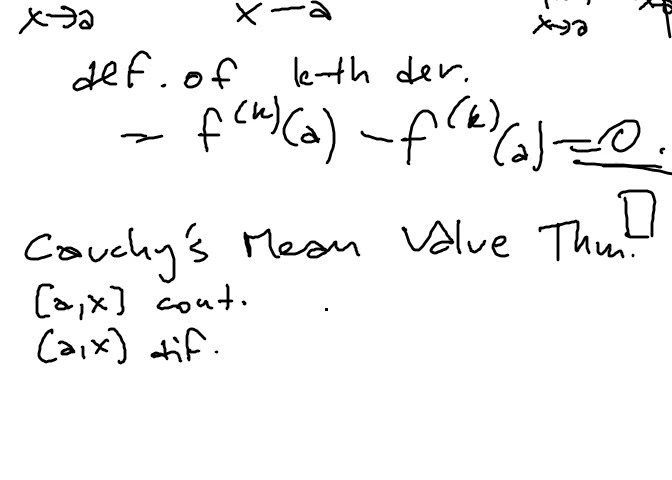 x→a x-a x→a
def. of k-th der.
= f^(k)(a) - f^(k)(a) = 0.
Cauchy's Mean Value Thm.
[a,x] cont.
(a,x) dif.